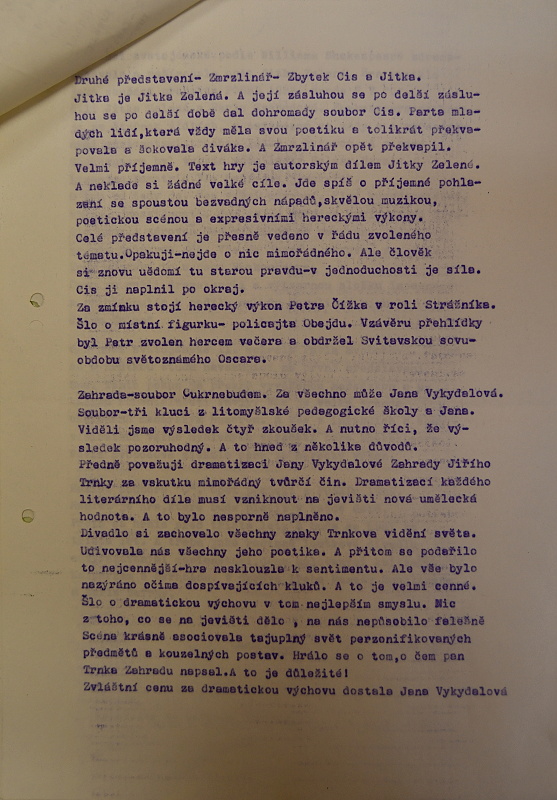 Druhé představení- Zmrzlinář- Zbytek Cis a Jitka.
Jitka je Jitka Zelená. A její zásluhou se po delší záslu-
hou se po delší době dal dohromady soubor Cis. Parta mla-
dých lidí,která vždy měla svou poetiku a tolikrát překva-
povala a šokovala diváka. A Zmrzlinář opět překvapil.
Velmi příjemně. Text hry je autorským dílem Jitky Zelené.
A neklade si žádné velké cíle. Jde spíš o příjemné pohla-
zení se spoustou bezvadných nápadů,skvělou muzikou,
poetickou scénou a expresivními hereckými výkony.
Celé představení je přesně vedeno v řádu zvoleného
tématu.Opakuji-nejde o nic mimořádného. Ale člověk
si znovu uědomí tu starou pravdu-v jednoduchosti je síla.
Cis ji naplnil po okraj.
Za zmínku stojí herecký výkon Petra Čížka v roli Strážníka.
Šlo o místní figurku- policajta Obejdu. Vzávěru přehlídky
byl Petr zvolen hercem večera a obdržel Svitavskou sovu-
obdobu světoznámého Oscara.
Zahrada-soubor Cukrnebudem. Za všechno může Jana Vykydalová.
Soubor-tři kluci z litomyšlské pedagogické školy a Jana.
Viděli jsme výsledek čtyř zkoušek. A nutno říci, že vý-
sledek pozoruhodný. A to hned z několika důvodů.
Předně považuji dramatizaci Jany Vykydalové Zahrady Jiřího
Trnky za vskutku mimořádný tvůrčí čin. Dramatizací každého
literárního díla musí vzniknout na jevišti nová umělecká
hodnota. A to bylo nesporně naplněno.
Divadlo si zachovalo všechny znaky Trnkova vidění světa.
Udivovala nás všechny jeho poetika. A přitom se podařilo
to nejcennější-hra nesklouzla k sentimentu. Ale vše bylo
nazýráno očima dospívajících kluků. A to je velmi cenné.
Šlo o dramatickou výchovu v tom nejlepším smyslu. Nic
z toho, co se na jevišti dělo , na nás nepůsobilo falešně
Scéna krásně asociovala tajuplný svět personifikovaných
předmětů a kouzelných postav. Hrálo se o tom,o čem pan
Trnka Zahradu napsal.A to je důležité!
Zvláštní cenu za dramatickou výchovu dostala Jana Vykydalová